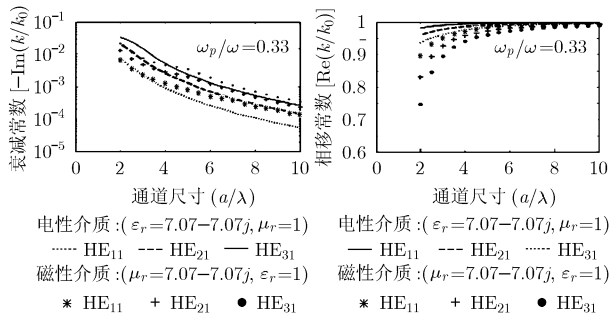 衰减常数 [−Im(k/k₀)]
10⁻¹
10⁻²
10⁻³
10⁻⁴
10⁻⁵
ωₚ/ω=0.33
0 2 4 6 8 10
通道尺寸 (a/λ)
电性介质:(εᵣ=7.07−7.07j, μᵣ=1)
HE₁₁ HE₂₁ HE₃₁
磁性介质:(μᵣ=7.07−7.07j, εᵣ=1)
HE₁₁ HE₂₁ HE₃₁
相移常数 [Re(k/k₀)]
1
0.9
0.8
0.7
0.6
ωₚ/ω=0.33
0 2 4 6 8 10
通道尺寸 (a/λ)
电性介质:(εᵣ=7.07−7.07j, μᵣ=1)
HE₁₁ HE₂₁ HE₃₁
磁性介质:(μᵣ=7.07−7.07j, εᵣ=1)
HE₁₁ HE₂₁ HE₃₁